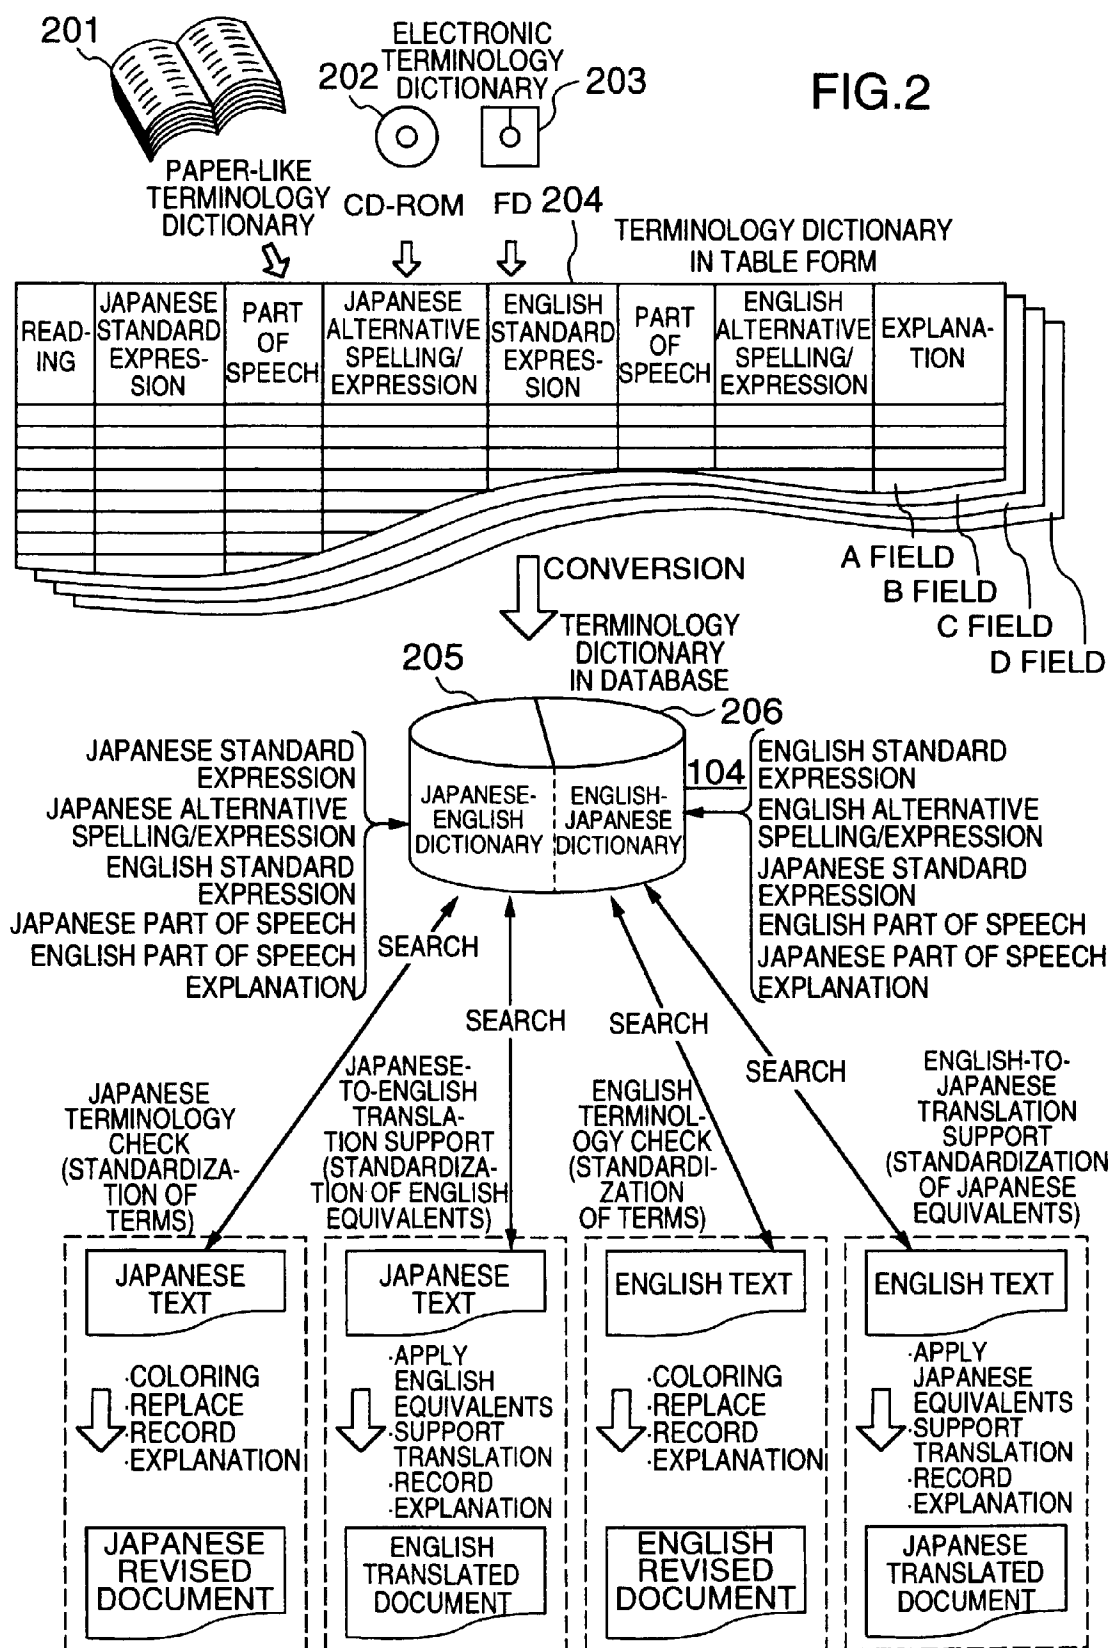 201
ELECTRONIC
TERMINOLOGY
DICTIONARY
202
203
FIG.2
PAPER-LIKE
TERMINOLOGY
DICTIONARY
CD-ROM
FD
204
TERMINOLOGY DICTIONARY
IN TABLE FORM
READ-
ING
JAPANESE
STANDARD
EXPRES-
SION
PART
OF
SPEECH
JAPANESE
ALTERNATIVE
SPELLING/
EXPRESSION
ENGLISH
STANDARD
EXPRES-
SION
PART
OF
SPEECH
ENGLISH
ALTERNATIVE
SPELLING/
EXPRESSION
EXPLANA-
TION
A FIELD
B FIELD
C FIELD
D FIELD
CONVERSION
TERMINOLOGY
DICTIONARY
IN DATABASE
205
206
104
JAPANESE-
ENGLISH
DICTIONARY
ENGLISH-
JAPANESE
DICTIONARY
JAPANESE STANDARD
EXPRESSION
JAPANESE ALTERNATIVE
SPELLING/EXPRESSION
ENGLISH STANDARD
EXPRESSION
JAPANESE PART OF SPEECH
ENGLISH PART OF SPEECH
EXPLANATION
ENGLISH STANDARD
EXPRESSION
ENGLISH ALTERNATIVE
SPELLING/EXPRESSION
JAPANESE STANDARD
EXPRESSION
ENGLISH PART OF SPEECH
JAPANESE PART OF SPEECH
EXPLANATION
SEARCH
SEARCH
SEARCH
SEARCH
JAPANESE
TERMINOLOGY
CHECK
(STANDARDIZA-
TION OF
TERMS)
JAPANESE
TEXT
·COLORING
·REPLACE
·RECORD
·EXPLANATION
JAPANESE
REVISED
DOCUMENT
JAPANESE-
TO-ENGLISH
TRANSLA-
TION SUPPORT
(STANDARDIZA-
TION OF ENGLISH
EQUIVALENTS)
JAPANESE
TEXT
·APPLY
ENGLISH
EQUIVALENTS
·SUPPORT
TRANSLATION
·RECORD
·EXPLANATION
ENGLISH
TRANSLATED
DOCUMENT
ENGLISH
TERMINOL-
OGY CHECK
(STANDARDI-
ZATION
OF TERMS)
ENGLISH TEXT
·COLORING
·REPLACE
·RECORD
·EXPLANATION
ENGLISH
REVISED
DOCUMENT
ENGLISH-TO-
JAPANESE
TRANSLATION
SUPPORT
(STANDARDIZATION
OF JAPANESE
EQUIVALENTS)
ENGLISH TEXT
·APPLY
JAPANESE
EQUIVALENTS
·SUPPORT
TRANSLATION
·RECORD
·EXPLANATION
JAPANESE
TRANSLATED
DOCUMENT